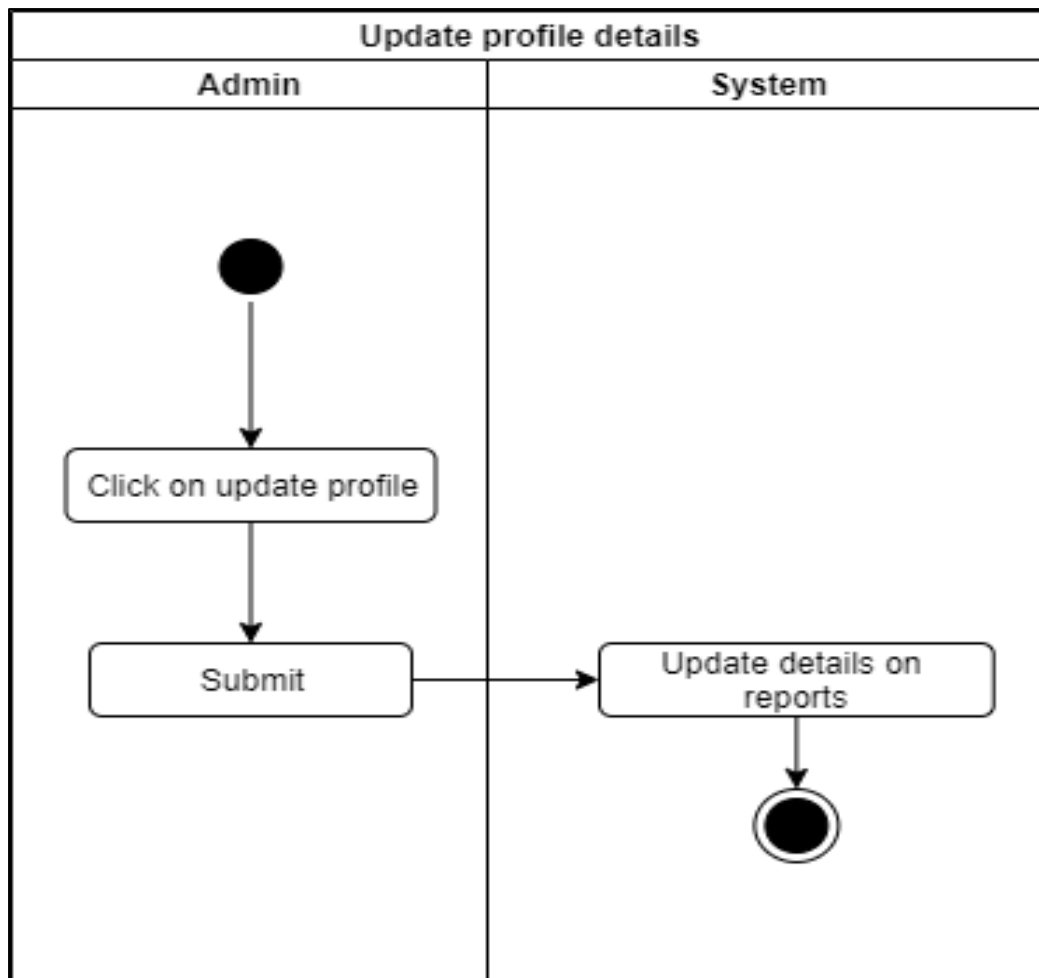 Update profile details
Admin
System
Click on update profile
Submit
Update details on
reports